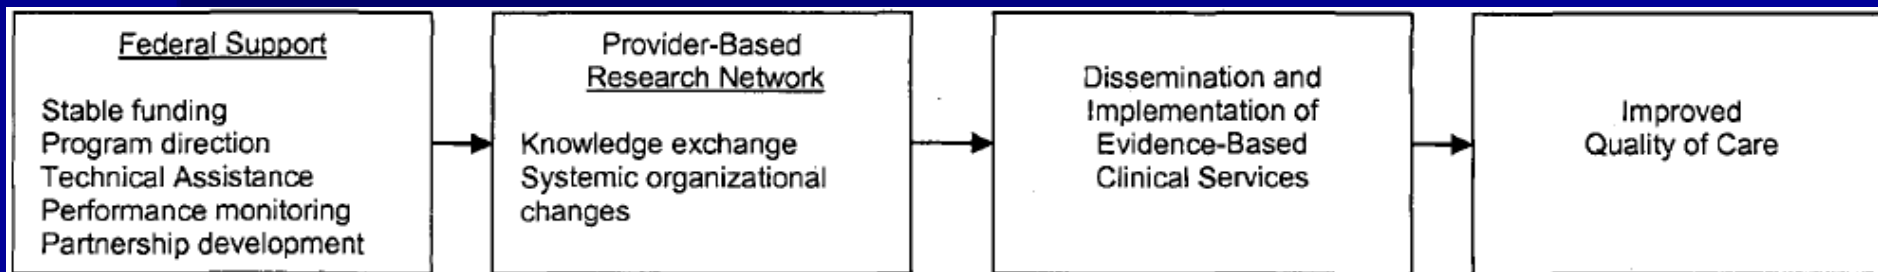 Federal Support
Stable funding
Program direction
Technical Assistance
Performance monitoring
Partnership development
Provider-Based
Research Network
Knowledge exchange
Systemic organizational
changes
Dissemination and
Implementation of
Evidence-Based
Clinical Services
Improved
Quality of Care